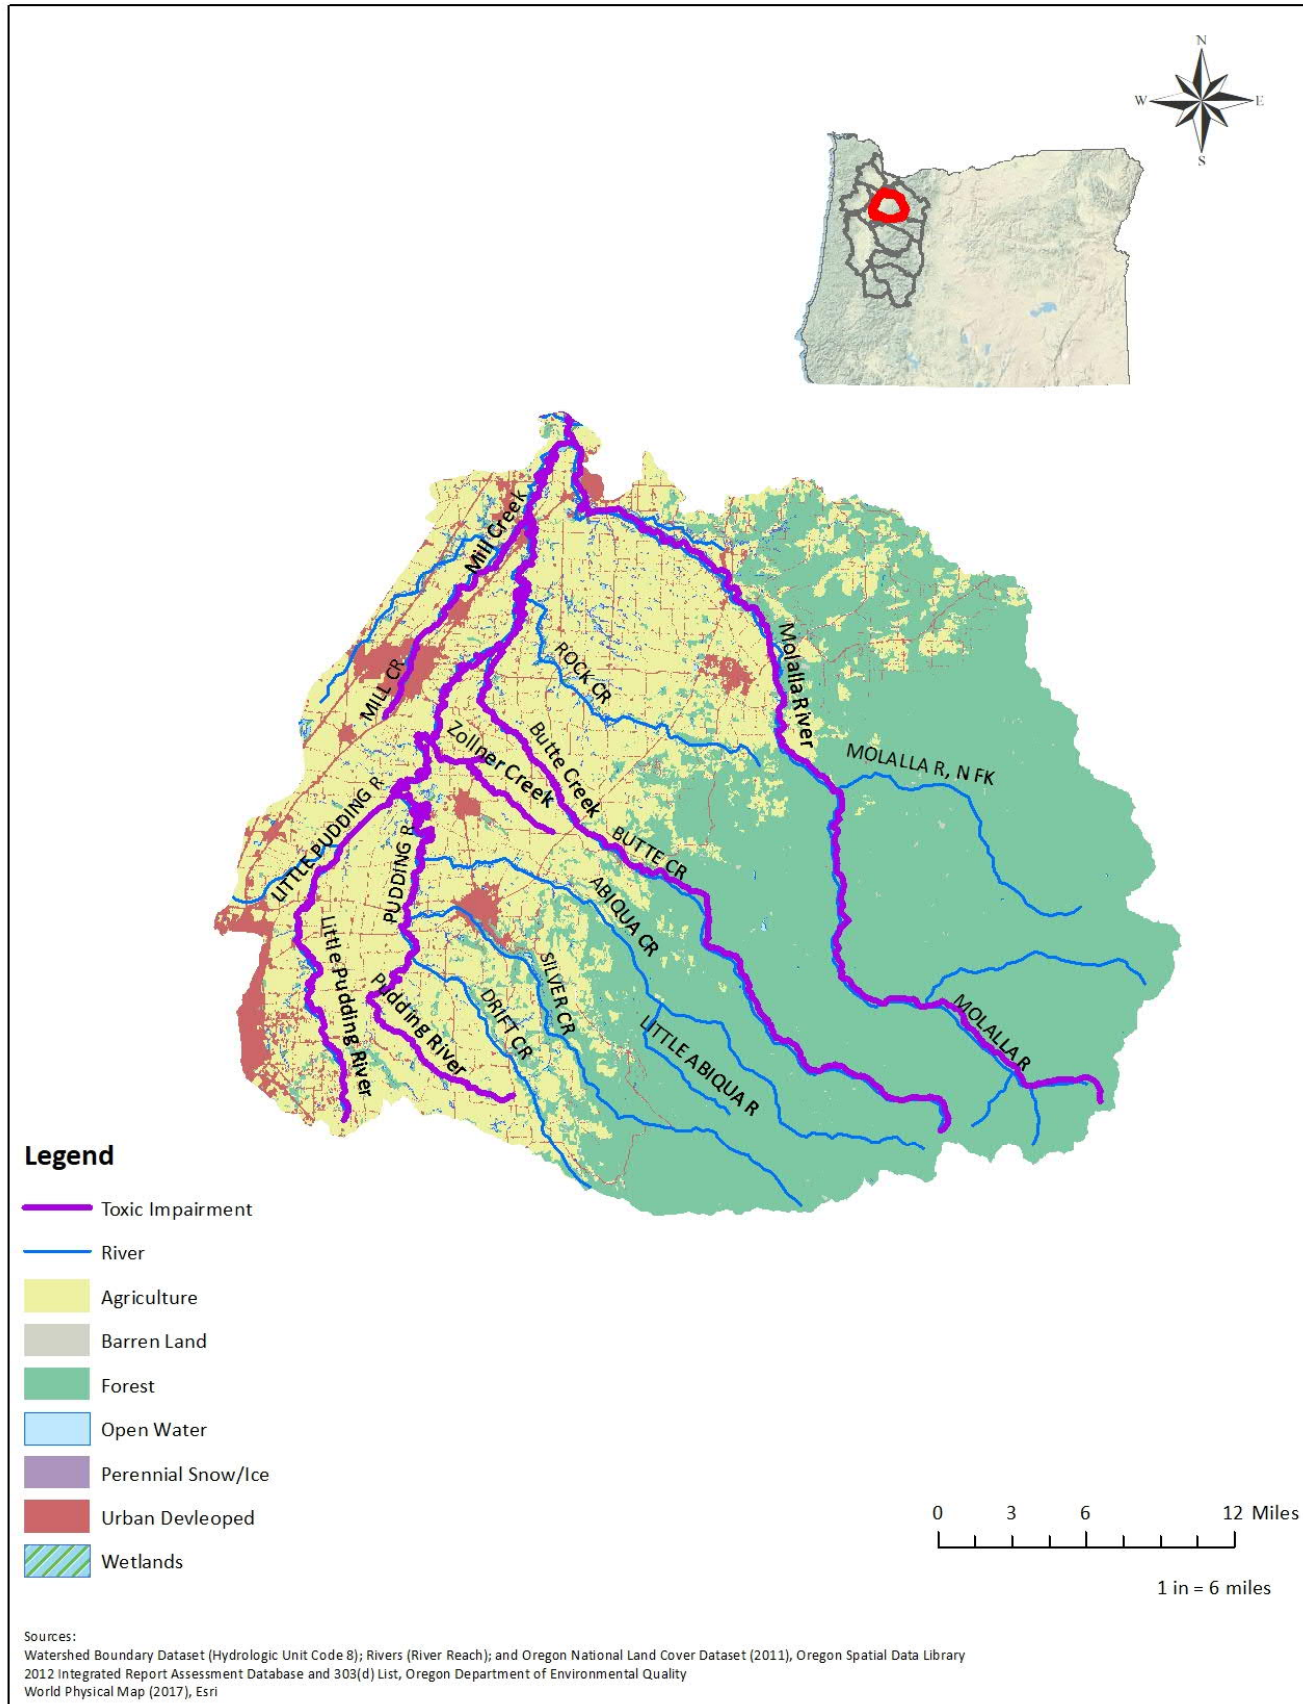 N
W
E
S
Mill Creek
MILL CR
ROCK CR
Molalla River
Zollner Creek
Butte Creek
MOLALLA R, N FK
LITTLE PUDDING R
PUDDING R
BUTTE CR
ABIQUA CR
Little Pudding River
Pudding River
DRIFT CR
SILVER CR
LITTLE ABIQUA R
MOLALLA R
Legend
Toxic Impairment
River
Agriculture
Barren Land
Forest
Open Water
Perennial Snow/Ice
Urban Devleoped
Wetlands
0 3 6 12 Miles
1 in = 6 miles
Sources:
Watershed Boundary Dataset (Hydrologic Unit Code 8); Rivers (River Reach); and Oregon National Land Cover Dataset (2011), Oregon Spatial Data Library
2012 Integrated Report Assessment Database and 303(d) List, Oregon Department of Environmental Quality
World Physical Map (2017), Esri